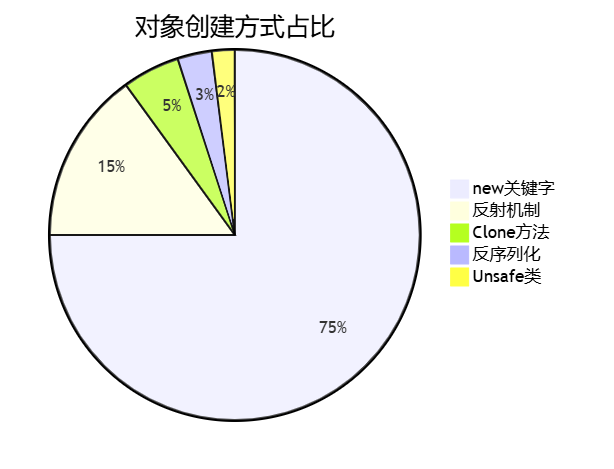 对象创建方式占比
2%
3%
5%
15%
75%
new关键字
反射机制
Clone方法
反序列化
Unsafe类